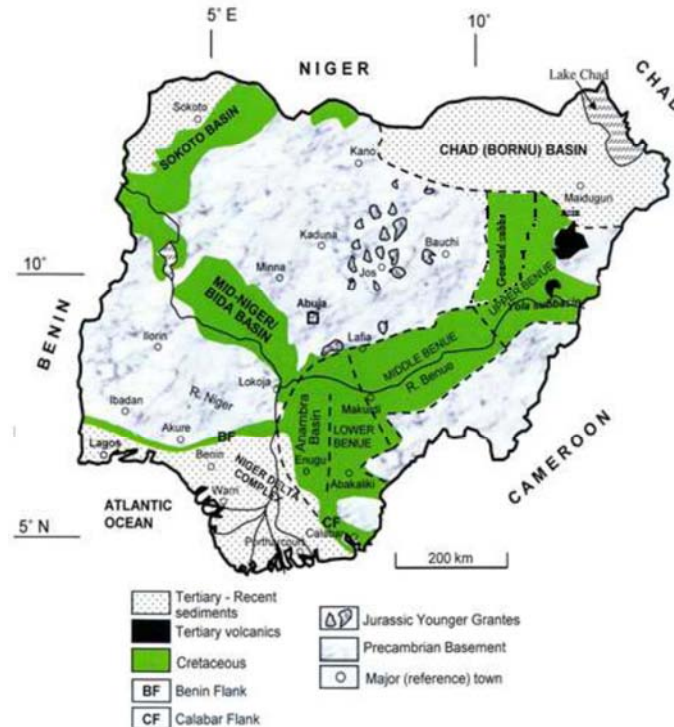 5° E
10°
NIGER
CHAD
Lake Chad
Sokoto
SOKOTO BASIN
Kano
CHAD (BORNU) BASIN
Maiduguri
Kaduna
Bauchi
Jos
10°
Minna
MID-NIGER/
BIDA BASIN
Abuja
UPPER BENUE
Yola subbasin
BENIN
Ilorin
Lafia
MIDDLE BENUE
R. Benue
Lokoja
R. Niger
Ibadan
Makurdi
Anambra
Basin
LOWER
BENUE
Akure
BF
Lagos
Enugu
Benin
Abakaliki
CAMEROON
NIGER DELTA
COMPLEX
Warri
ATLANTIC
OCEAN
CF
Calabar
5° N
Portharcourt
200 km
Tertiary - Recent
sediments
Tertiary volcanics
Cretaceous
BF Benin Flank
CF Calabar Flank
Jurassic Younger Grantes
Precambrian Basement
Major (reference) town